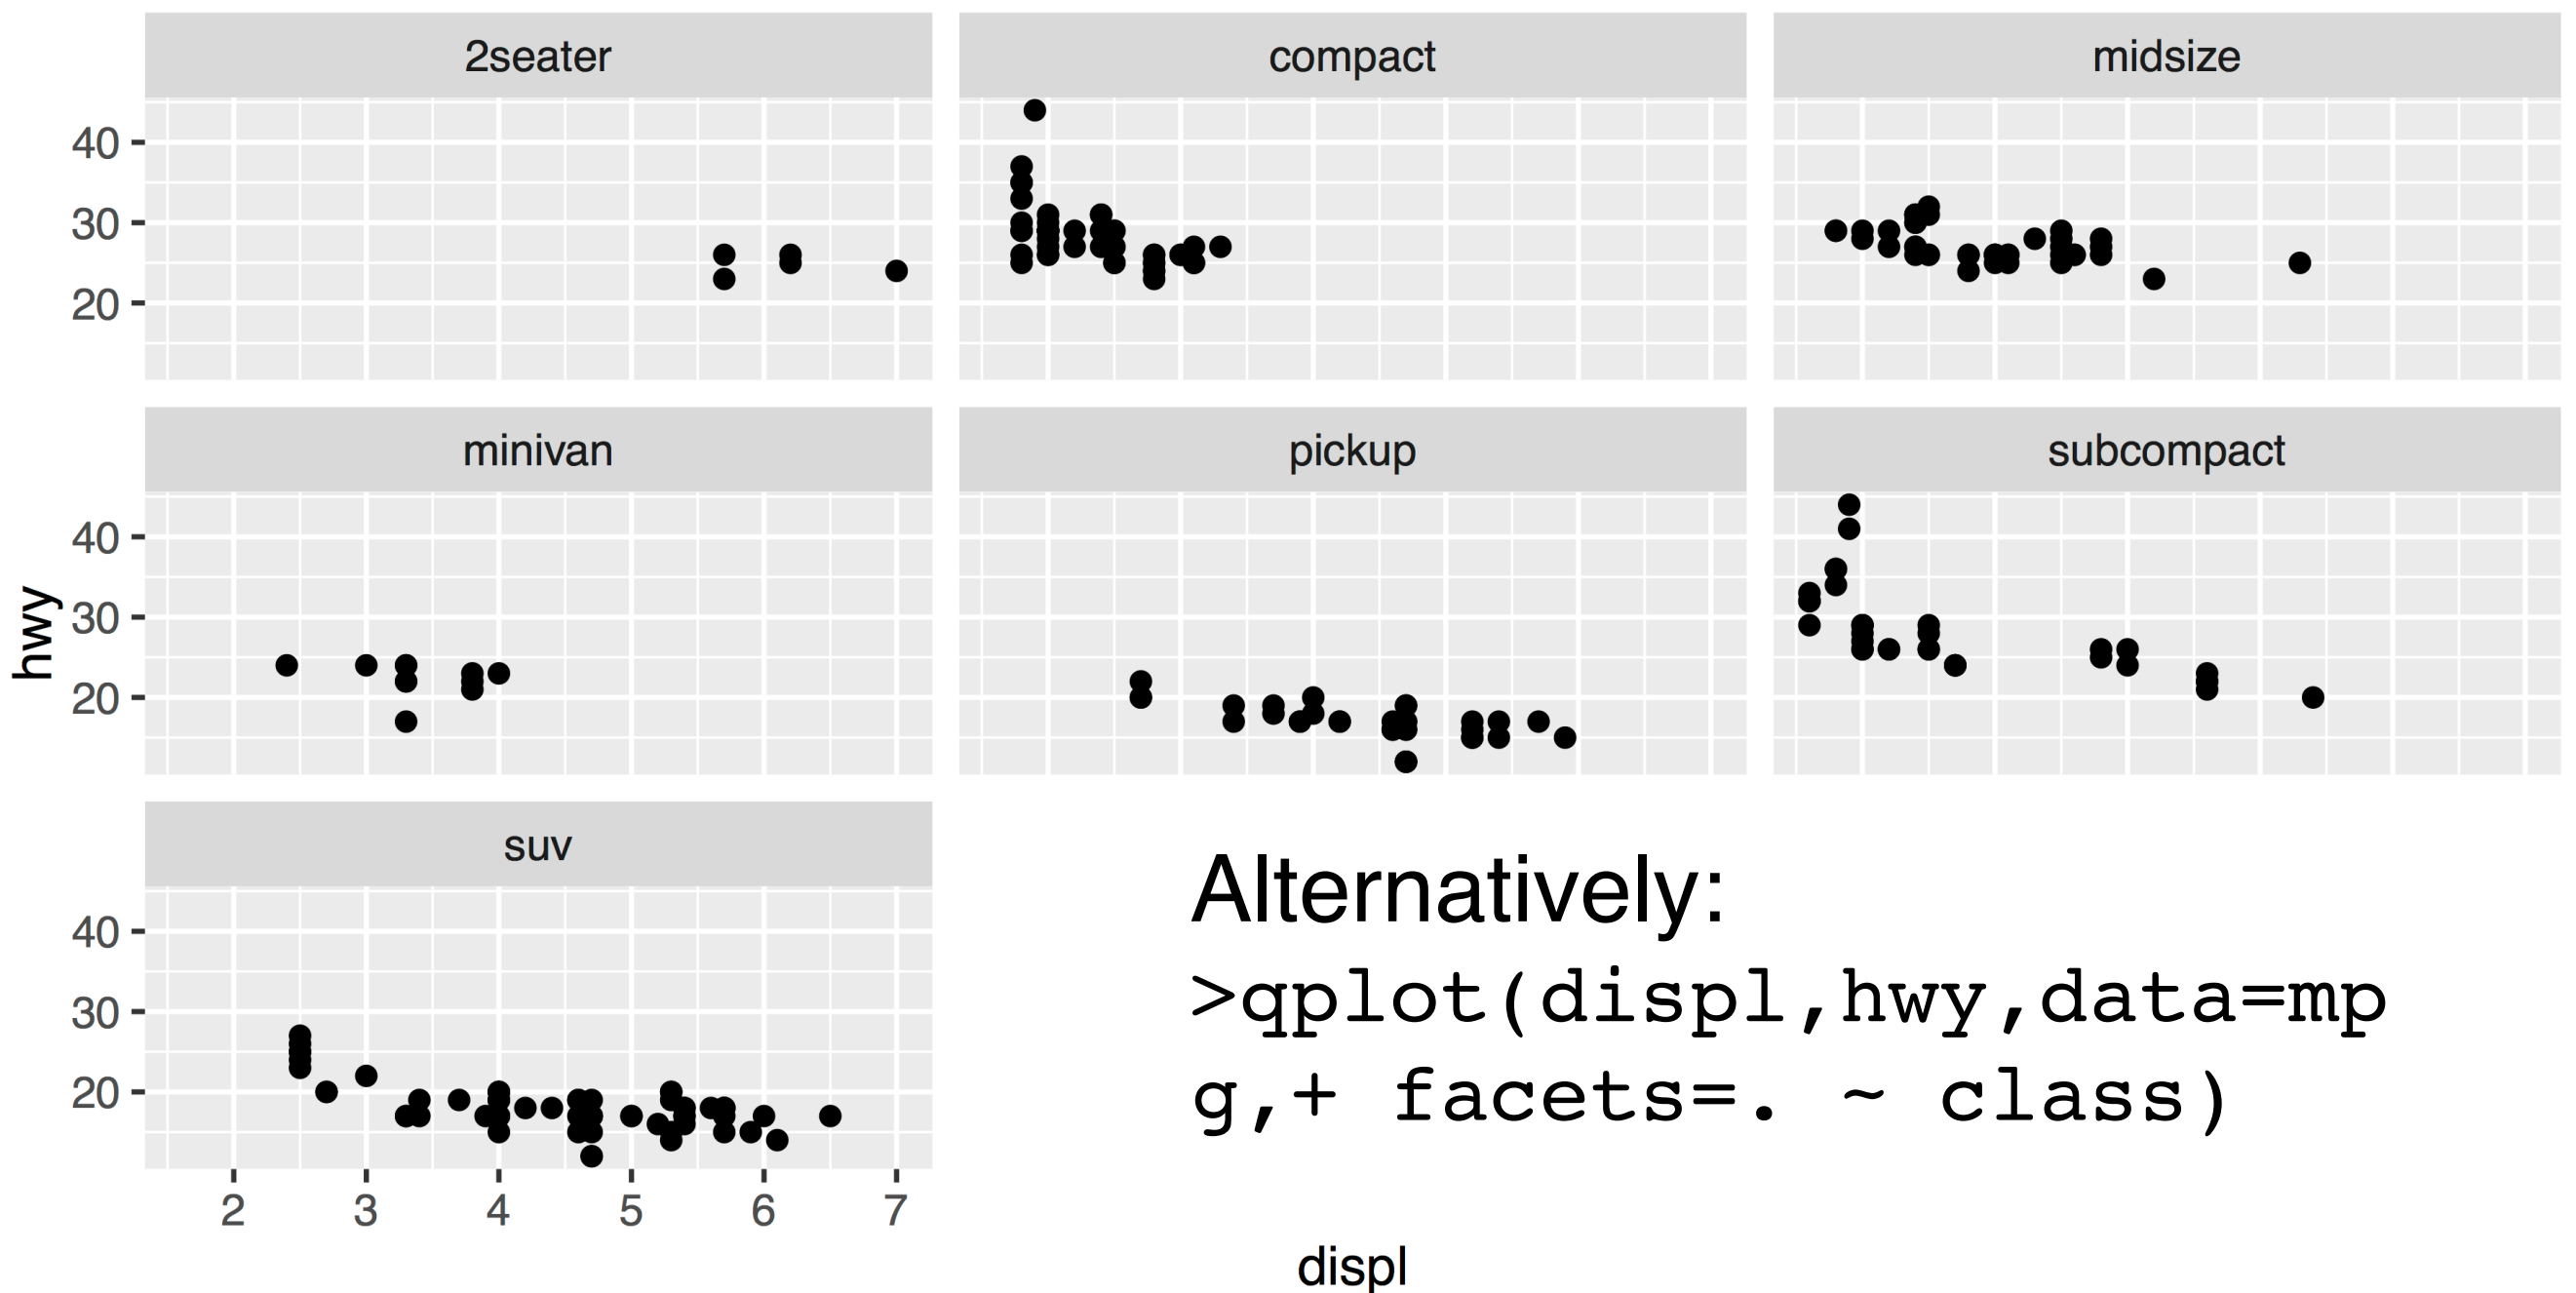 2seater compact midsize
40
30
20
minivan pickup subcompact
40
30
20
hwy
suv
40
30
20
2 3 4 5 6 7
displ
Alternatively:
>qplot(displ,hwy,data=mp
g,+ facets=. ~ class)